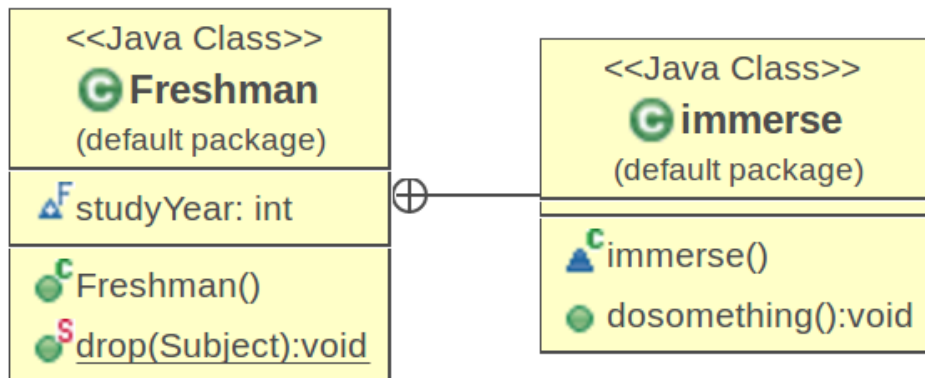 <<Java Class>>
C Freshman
(default package)
F studyYear: int
C Freshman()
S drop(Subject):void
<<Java Class>>
C immerse
(default package)
C immerse()
dosomething():void